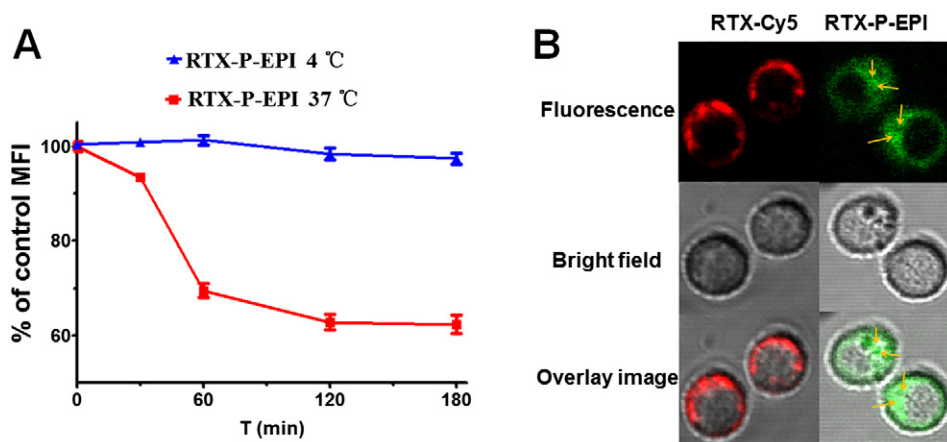 A
RTX-P-EPI 4 ℃
RTX-P-EPI 37 ℃
% of control MFI
100
80
60
0
60
120
180
T (min)
B
RTX-Cy5
RTX-P-EPI
Fluorescence
Bright field
Overlay image